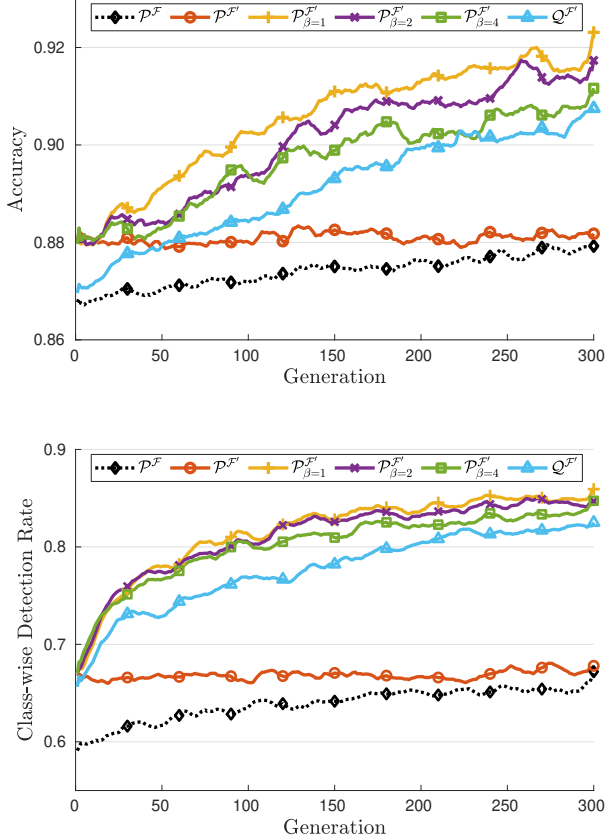 𝒫^ℱ 𝒫^ℱ′ 𝒫^ℱ′_β=1 𝒫^ℱ′_β=2 𝒫^ℱ′_β=4 𝒬^ℱ′
0.92
0.90
0.88
0.86
Accuracy
0 50 100 150 200 250 300
Generation
0.9
𝒫^ℱ 𝒫^ℱ′ 𝒫^ℱ′_β=1 𝒫^ℱ′_β=2 𝒫^ℱ′_β=4 𝒬^ℱ′
0.8
0.7
0.6
Class-wise Detection Rate
0 50 100 150 200 250 300
Generation